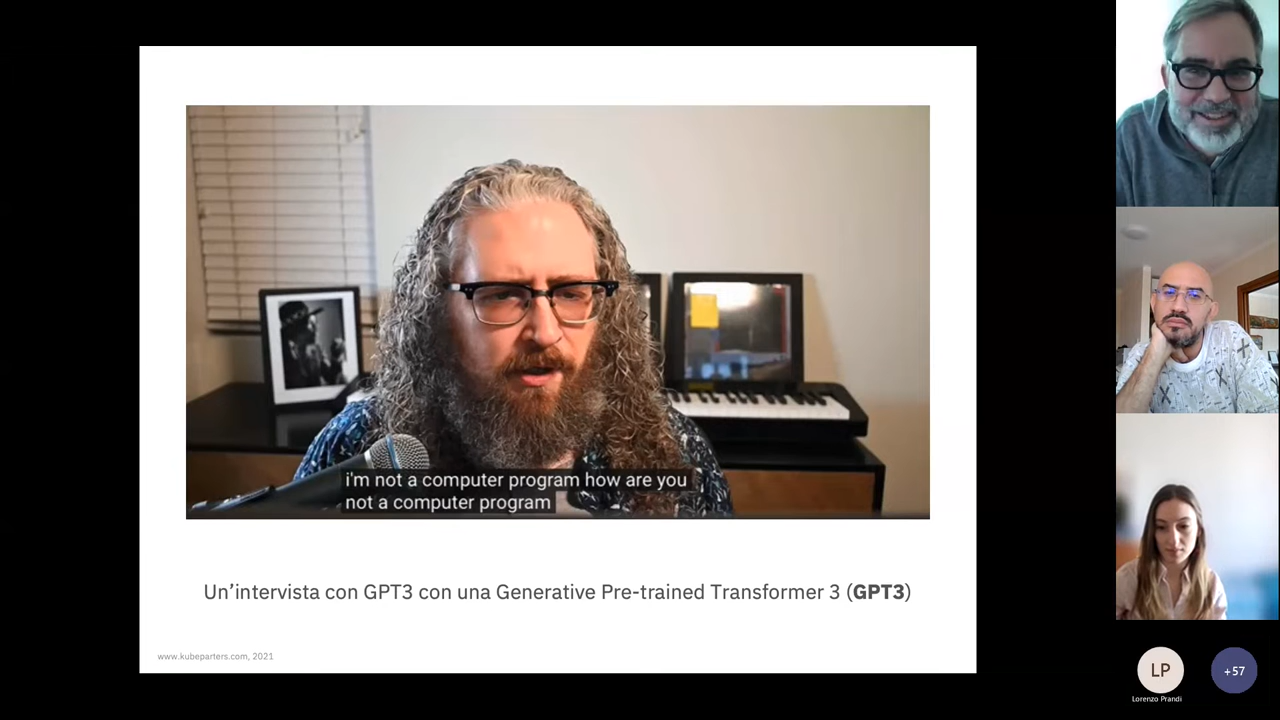 i'm not a computer program how are you
not a computer program
Un'intervista con GPT3 con una Generative Pre-trained Transformer 3 (GPT3)
www.kubeparters.com, 2021
LP
+57
Lorenzo Prandi